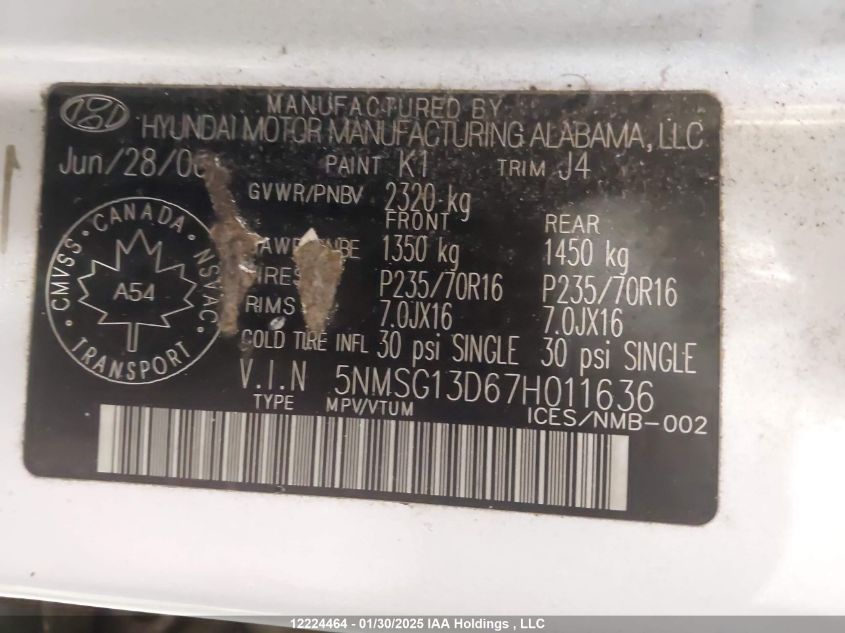 MANUFACTURED BY
HYUNDAI MOTOR MANUFACTURING ALABAMA, LLC
Jun/28/0 PAINT K1 TRIM J4
GVWR/PNBV 2320 kg
FRONT REAR
1350 kg 1450 kg
P235/70R16 P235/70R16
RIMS 7.0JX16 7.0JX16
COLD TIRE INFL 30 psi SINGLE 30 psi SINGLE
V.I.N 5NMSG13D67H011636
TYPE MPV/VTUM ICES/NMB-002
CANADA
CMVSS NSVAC
A54
TRANSPORT
12224464 - 01/30/2025 IAA Holdings , LLC